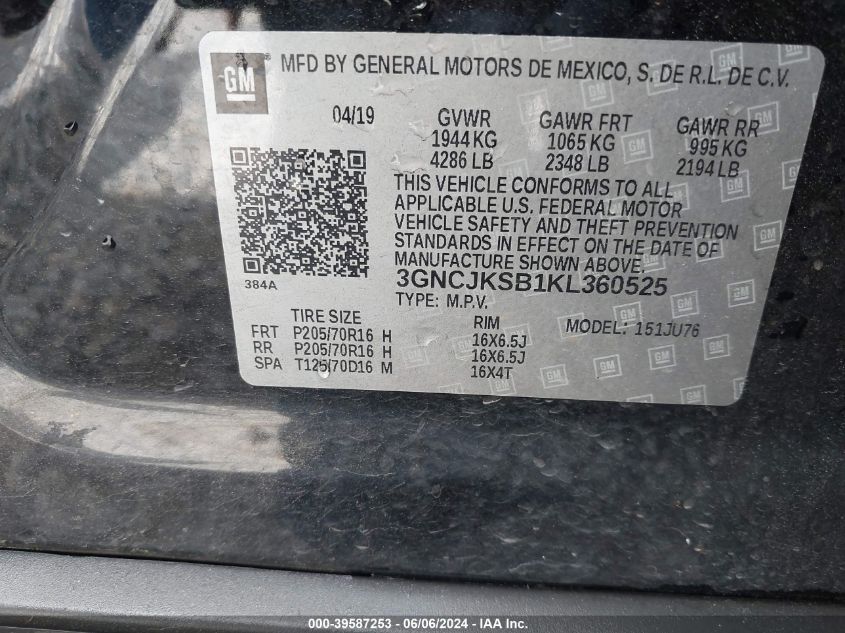 GM MFD BY GENERAL MOTORS DE MEXICO, S. DE R.L. DE C.V.
04/19 GVWR GAWR FRT GAWR RR
1944 KG 1065 KG 995 KG
4286 LB 2348 LB 2194 LB
THIS VEHICLE CONFORMS TO ALL
APPLICABLE U.S. FEDERAL MOTOR
VEHICLE SAFETY AND THEFT PREVENTION
STANDARDS IN EFFECT ON THE DATE OF
MANUFACTURE SHOWN ABOVE.
384A 3GNCJKSB1KL360525
TYPE: M.P.V.
TIRE SIZE RIM MODEL: 151JU76
FRT P205/70R16 H 16X6.5J
RR P205/70R16 H 16X6.5J
SPA T125/70D16 M 16X4T
000-39587253 - 06/06/2024 - IAA Inc.